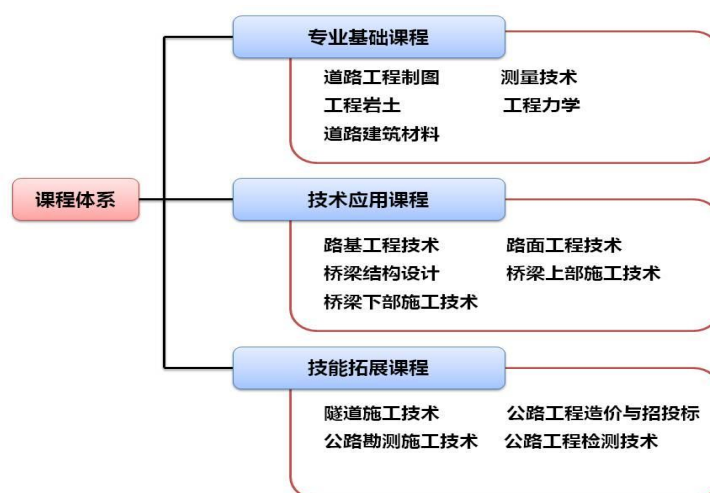 专业基础课程
道路工程制图 测量技术
工程岩土 工程力学
道路建筑材料
课程体系
技术应用课程
路基工程技术 路面工程技术
桥梁结构设计 桥梁上部施工技术
桥梁下部施工技术
技能拓展课程
隧道施工技术 公路工程造价与招投标
公路勘测施工技术 公路工程检测技术